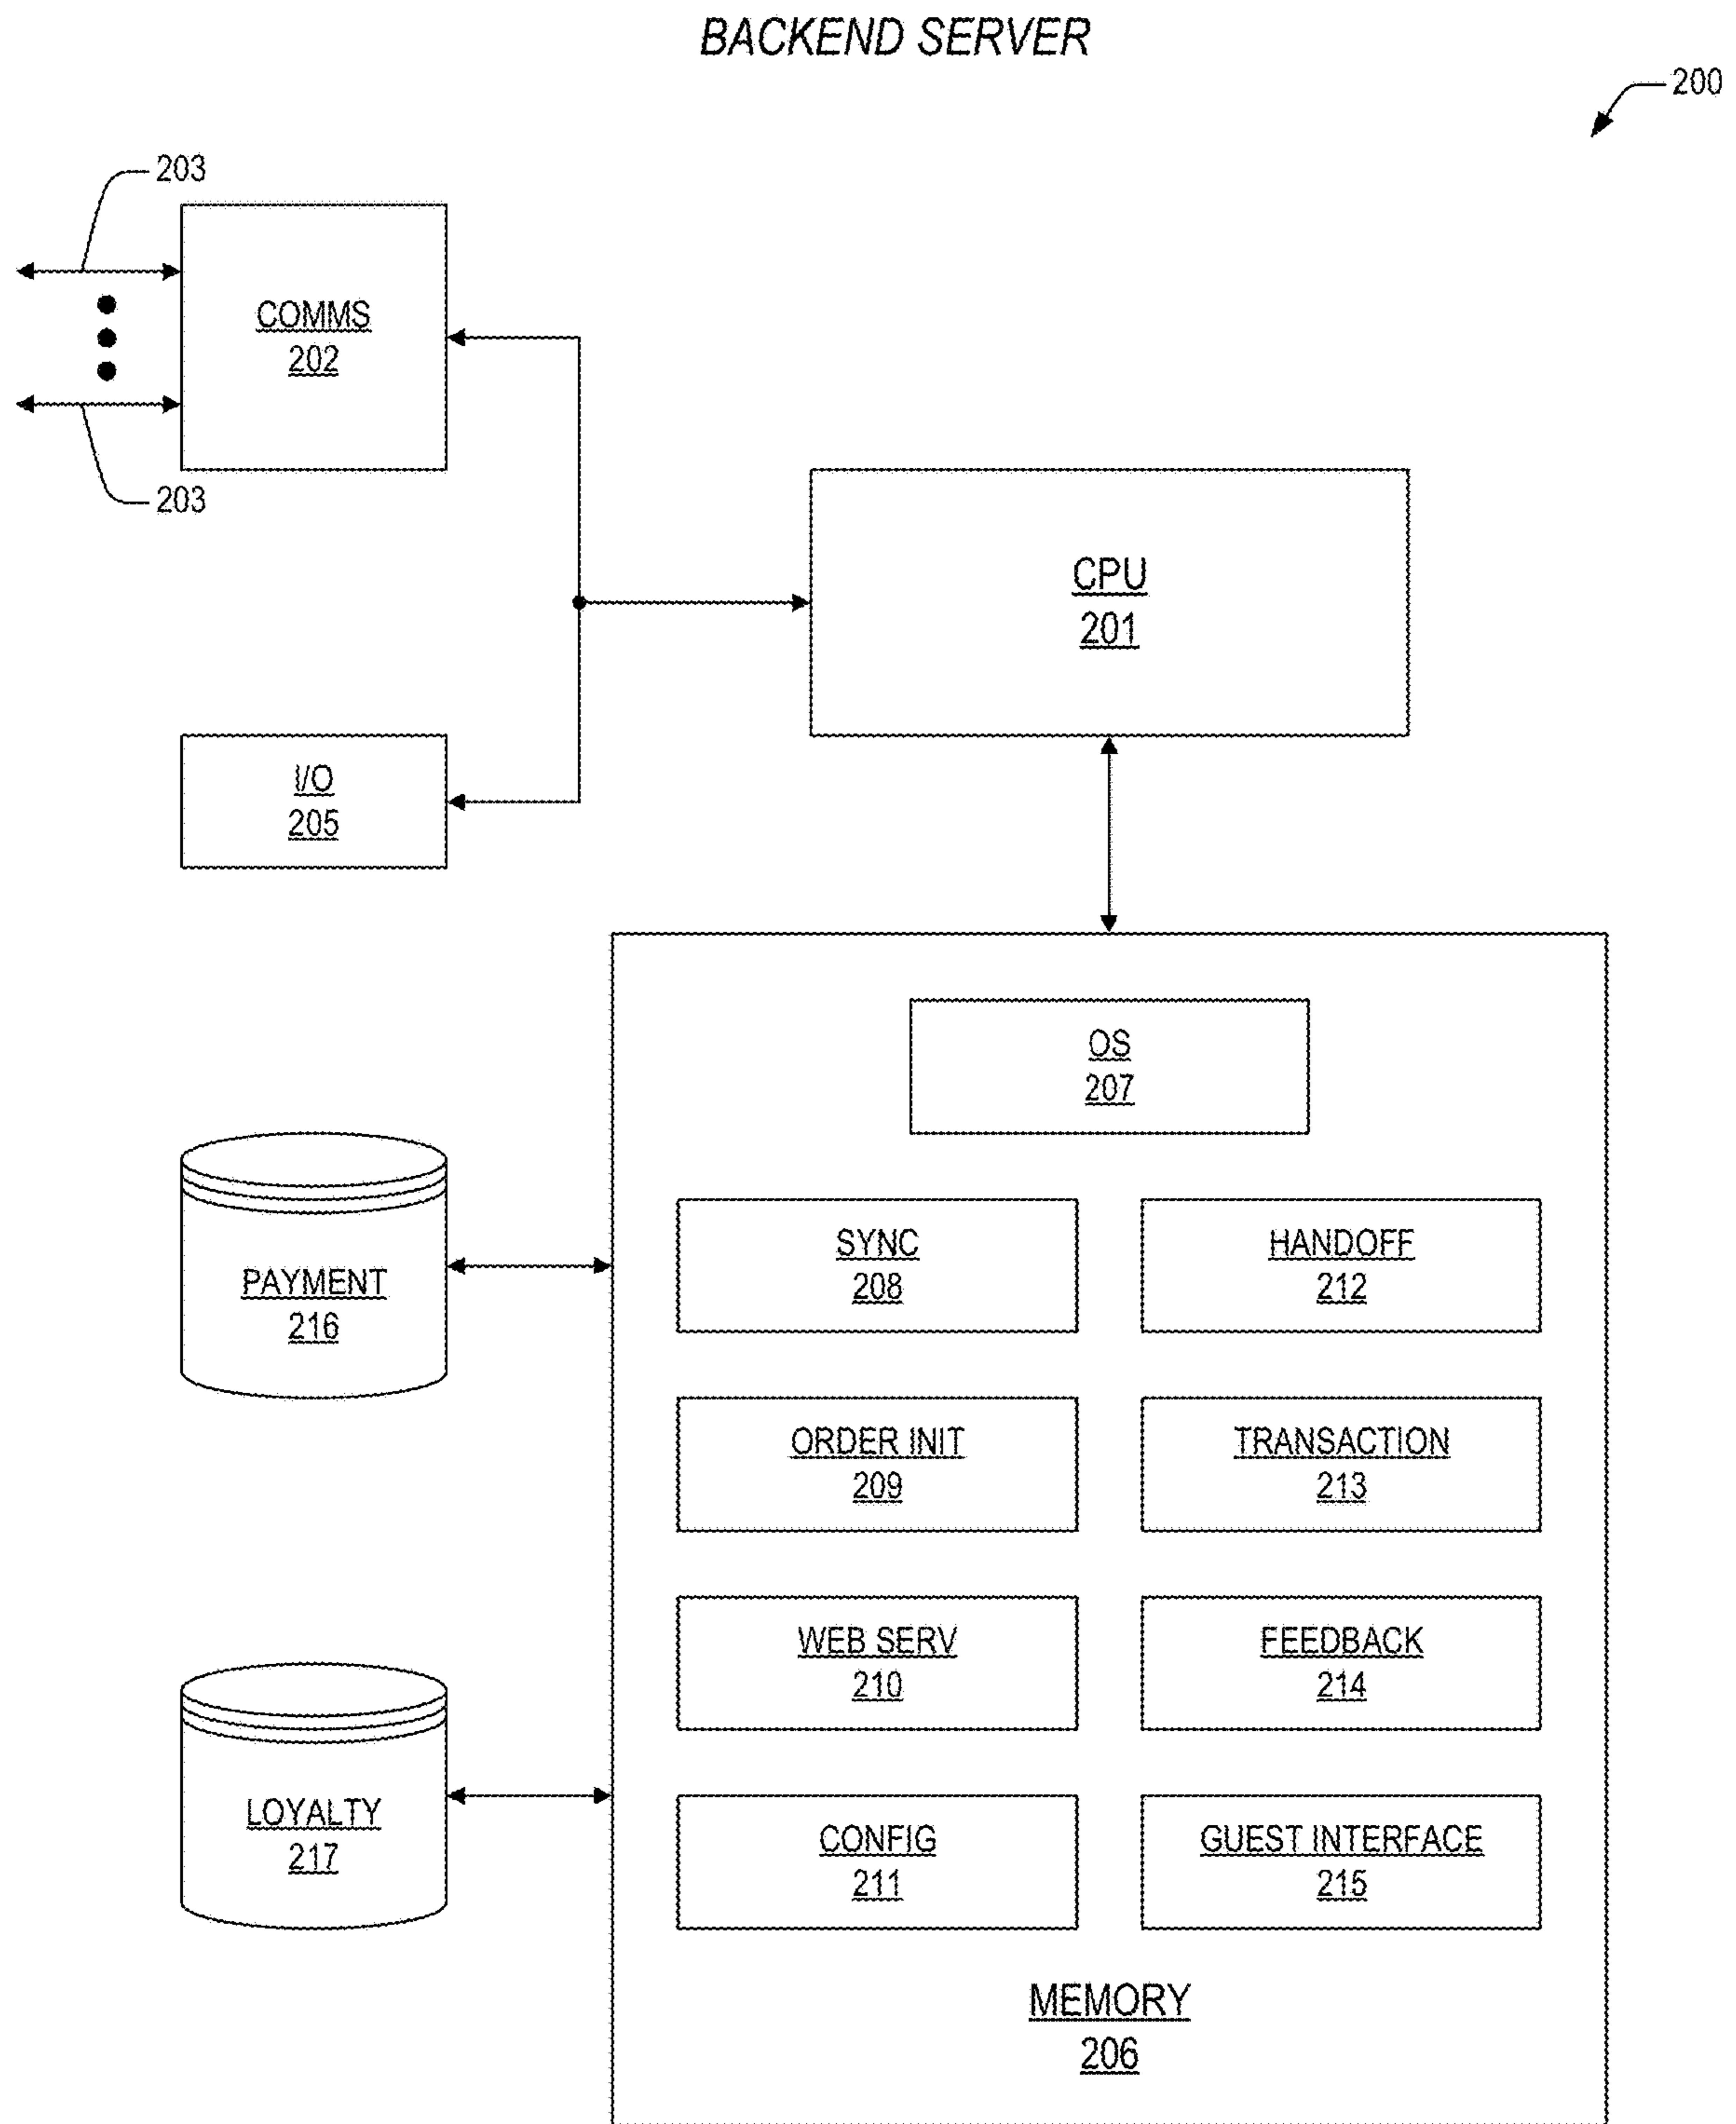 BACKEND SERVER
200
203
COMMS
202
203
CPU
201
I/O
205
OS
207
PAYMENT
216
SYNC
208
HANDOFF
212
ORDER INIT
209
TRANSACTION
213
WEB SERV
210
FEEDBACK
214
LOYALTY
217
CONFIG
211
GUEST INTERFACE
215
MEMORY
206